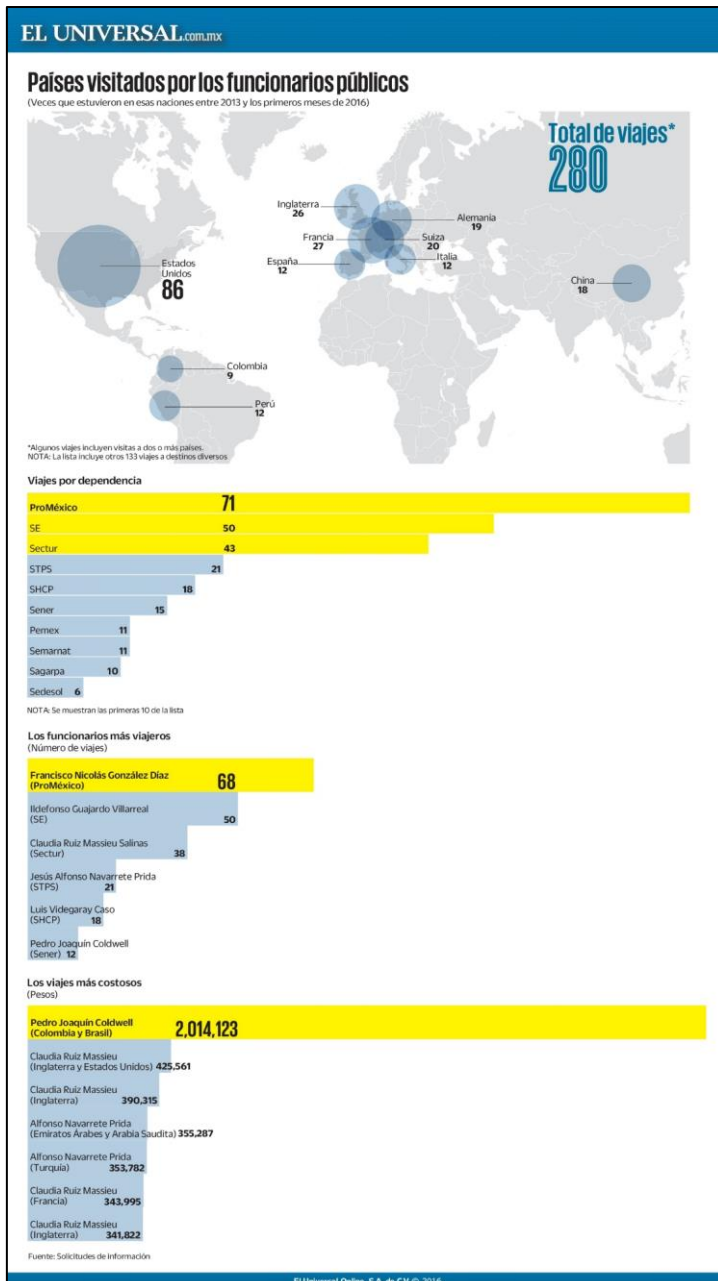 EL UNIVERSAL.com.mx
Países visitados por los funcionarios públicos
(Veces que estuvieron en esas naciones entre 2013 y los primeros meses de 2016)
Total de viajes*
280
Inglaterra
26
Alemania
19
Francia
27
Suiza
20
España
12
Italia
12
Estados
Unidos
86
China
18
Colombia
9
Perú
12
*Algunos viajes incluyen visitas a dos o más países.
NOTA: La lista incluye otros 133 viajes a destinos diversos
Viajes por dependencia
ProMéxico 71
SE 50
Sectur 43
STPS 21
SHCP 18
Sener 15
Pemex 11
Semarnat 11
Sagarpa 10
Sedesol 6
NOTA: Se muestran las primeras 10 de la lista
Los funcionarios más viajeros
(Número de viajes)
Francisco Nicolás González Díaz
(ProMéxico) 68
Ildefonso Guajardo Villarreal
(SE) 50
Claudia Ruiz Massieu Salinas
(Sectur) 38
Jesús Alfonso Navarrete Prida
(STPS) 21
Luis Videgaray Caso
(SHCP) 18
Pedro Joaquín Coldwell
(Sener) 12
Los viajes más costosos
(Pesos)
Pedro Joaquín Coldwell
(Colombia y Brasil) 2,014,123
Claudia Ruiz Massieu
(Inglaterra y Estados Unidos) 425,561
Claudia Ruiz Massieu
(Inglaterra) 390,315
Alfonso Navarrete Prida
(Emiratos Árabes y Arabia Saudita) 355,287
Alfonso Navarrete Prida
(Turquía) 353,782
Claudia Ruiz Massieu
(Francia) 343,995
Claudia Ruiz Massieu
(Inglaterra) 341,822
Fuente: Solicitudes de información
El Universal Online, S.A. de C.V. © 2016